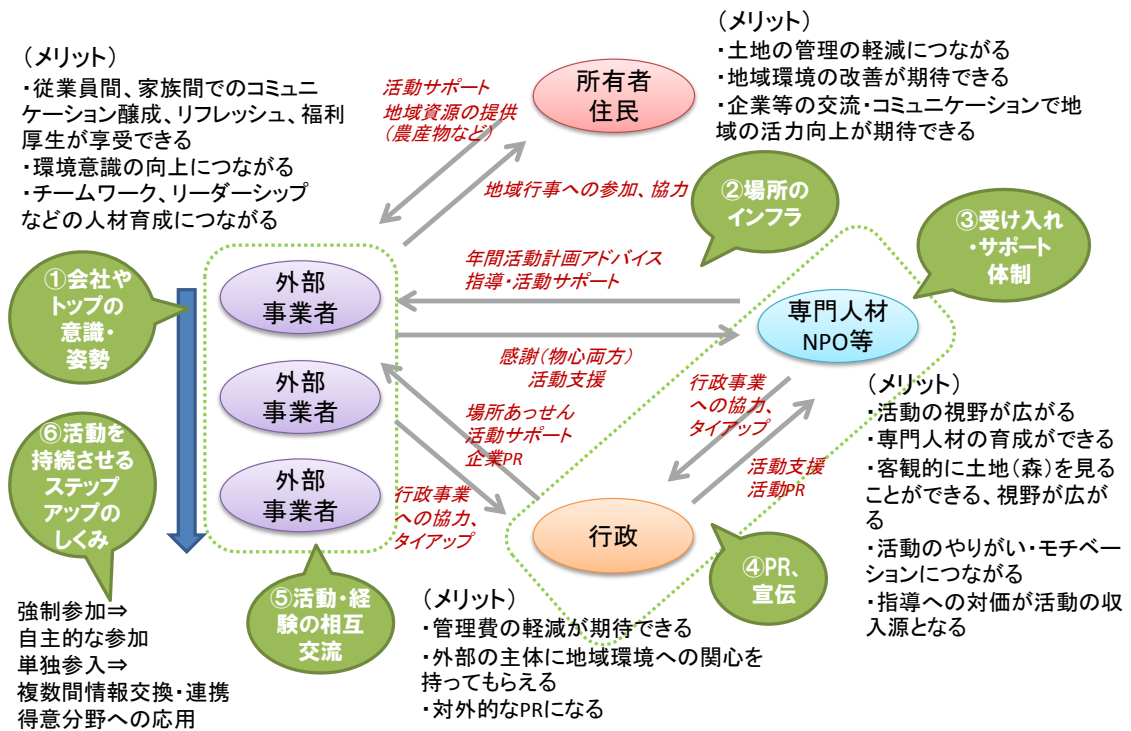 （メリット）
・従業員間、家族間でのコミュニ
ケーション醸成、リフレッシュ、福利
厚生が享受できる
・環境意識の向上につながる
・チームワーク、リーダーシップ
などの人材育成につながる
活動サポート
地域資源の提供
（農産物など）
所有者
住民
（メリット）
・土地の管理の軽減につながる
・地域環境の改善が期待できる
・企業等の交流・コミュニケーションで地
域の活力向上が期待できる
地域行事への参加、協力
②場所の
インフラ
③受け入れ
・サポート
体制
①会社や
トップの
意識・
姿勢
外部
事業者
年間活動計画アドバイス
指導・活動サポート
専門人材
NPO等
感謝（物心両方）
活動支援
外部
事業者
場所あっせん
活動サポート
企業PR
行政事業
への協力、
タイアップ
（メリット）
・活動の視野が広がる
・専門人材の育成ができる
・客観的に土地（森）を見る
ことができる、視野が広が
る
・活動のやりがい・モチベー
ションにつながる
・指導への対価が活動の収
入源となる
⑥活動を
持続させる
ステップ
アップの
しくみ
外部
事業者
行政事業
への協力、
タイアップ
活動支援
活動PR
行政
④PR、
宣伝
⑤活動・経
験の相互
交流
強制参加⇒
自主的な参加
単独参入⇒
複数間情報交換・連携
得意分野への応用
（メリット）
・管理費の軽減が期待できる
・外部の主体に地域環境への関心を
持ってもらえる
・対外的なPRになる